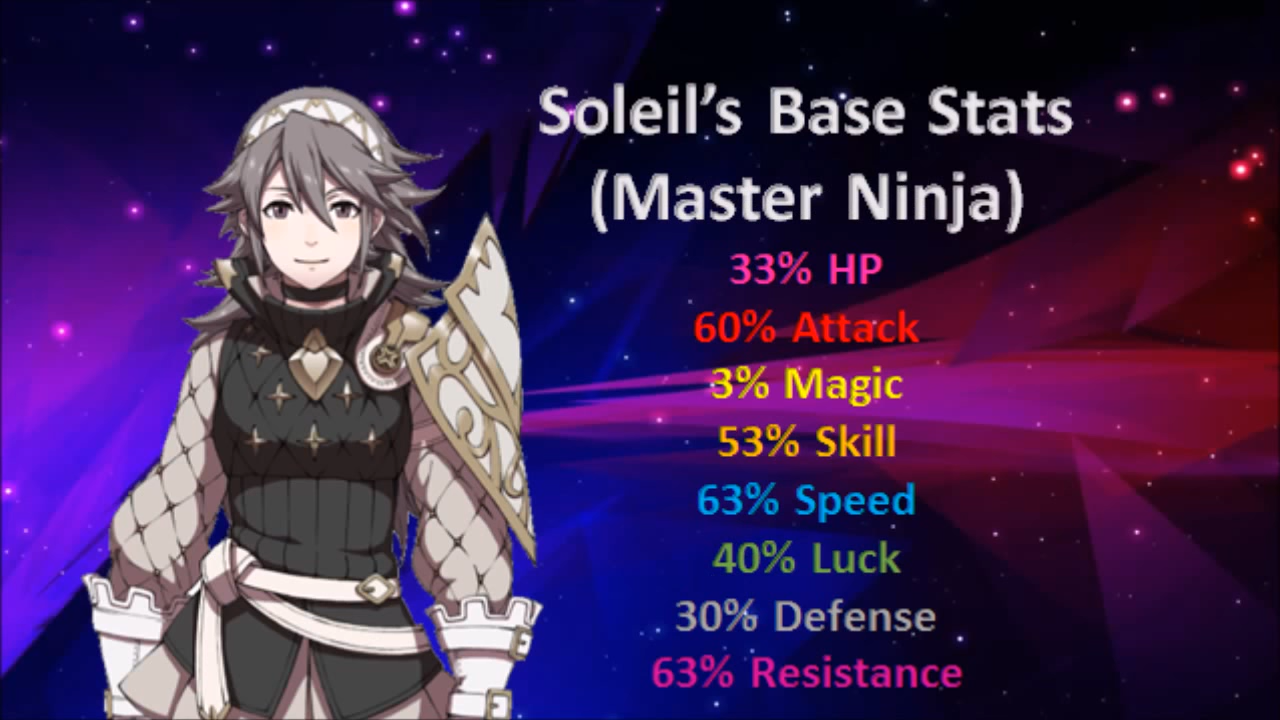 Soleil's Base Stats
(Master Ninja)
33% HP
60% Attack
3% Magic
53% Skill
63% Speed
40% Luck
30% Defense
63% Resistance